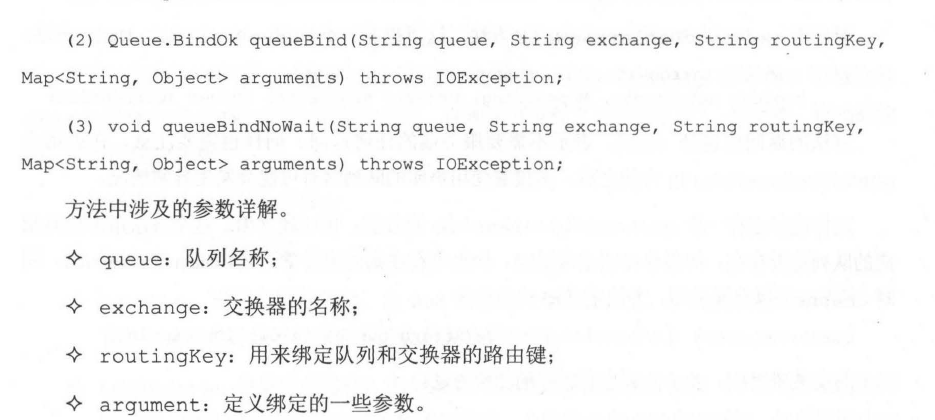 (2) Queue.BindOk queueBind(String queue, String exchange, String routingKey,
Map<String, Object> arguments) throws IOException;
(3) void queueBindNoWait(String queue, String exchange, String routingKey,
Map<String, Object> arguments) throws IOException;
方法中涉及的参数详解。
✧ queue: 队列名称;
✧ exchange: 交换器的名称;
✧ routingKey: 用来绑定队列和交换器的路由键;
✧ argument: 定义绑定的一些参数。